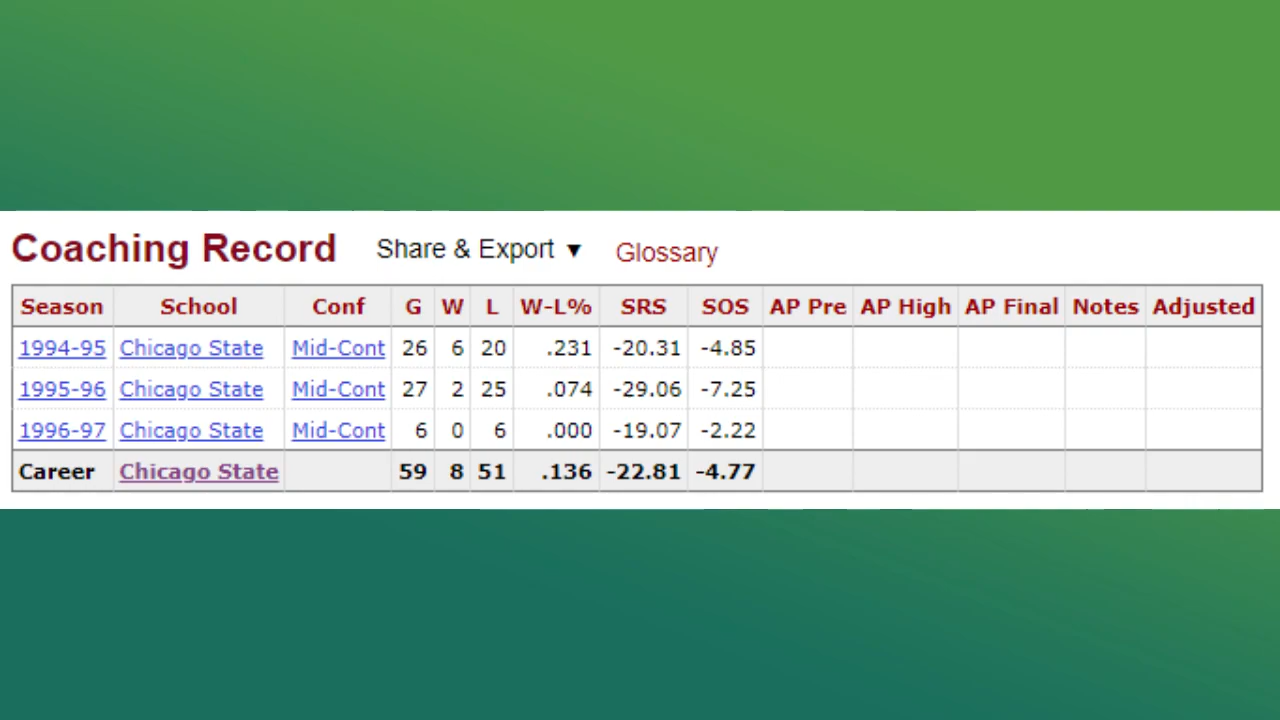 Coaching Record Share & Export ▼ Glossary
Season School Conf G W L W-L% SRS SOS AP Pre AP High AP Final Notes Adjusted
1994-95 Chicago State Mid-Cont 26 6 20 .231 -20.31 -4.85
1995-96 Chicago State Mid-Cont 27 2 25 .074 -29.06 -7.25
1996-97 Chicago State Mid-Cont 6 0 6 .000 -19.07 -2.22
Career Chicago State 59 8 51 .136 -22.81 -4.77